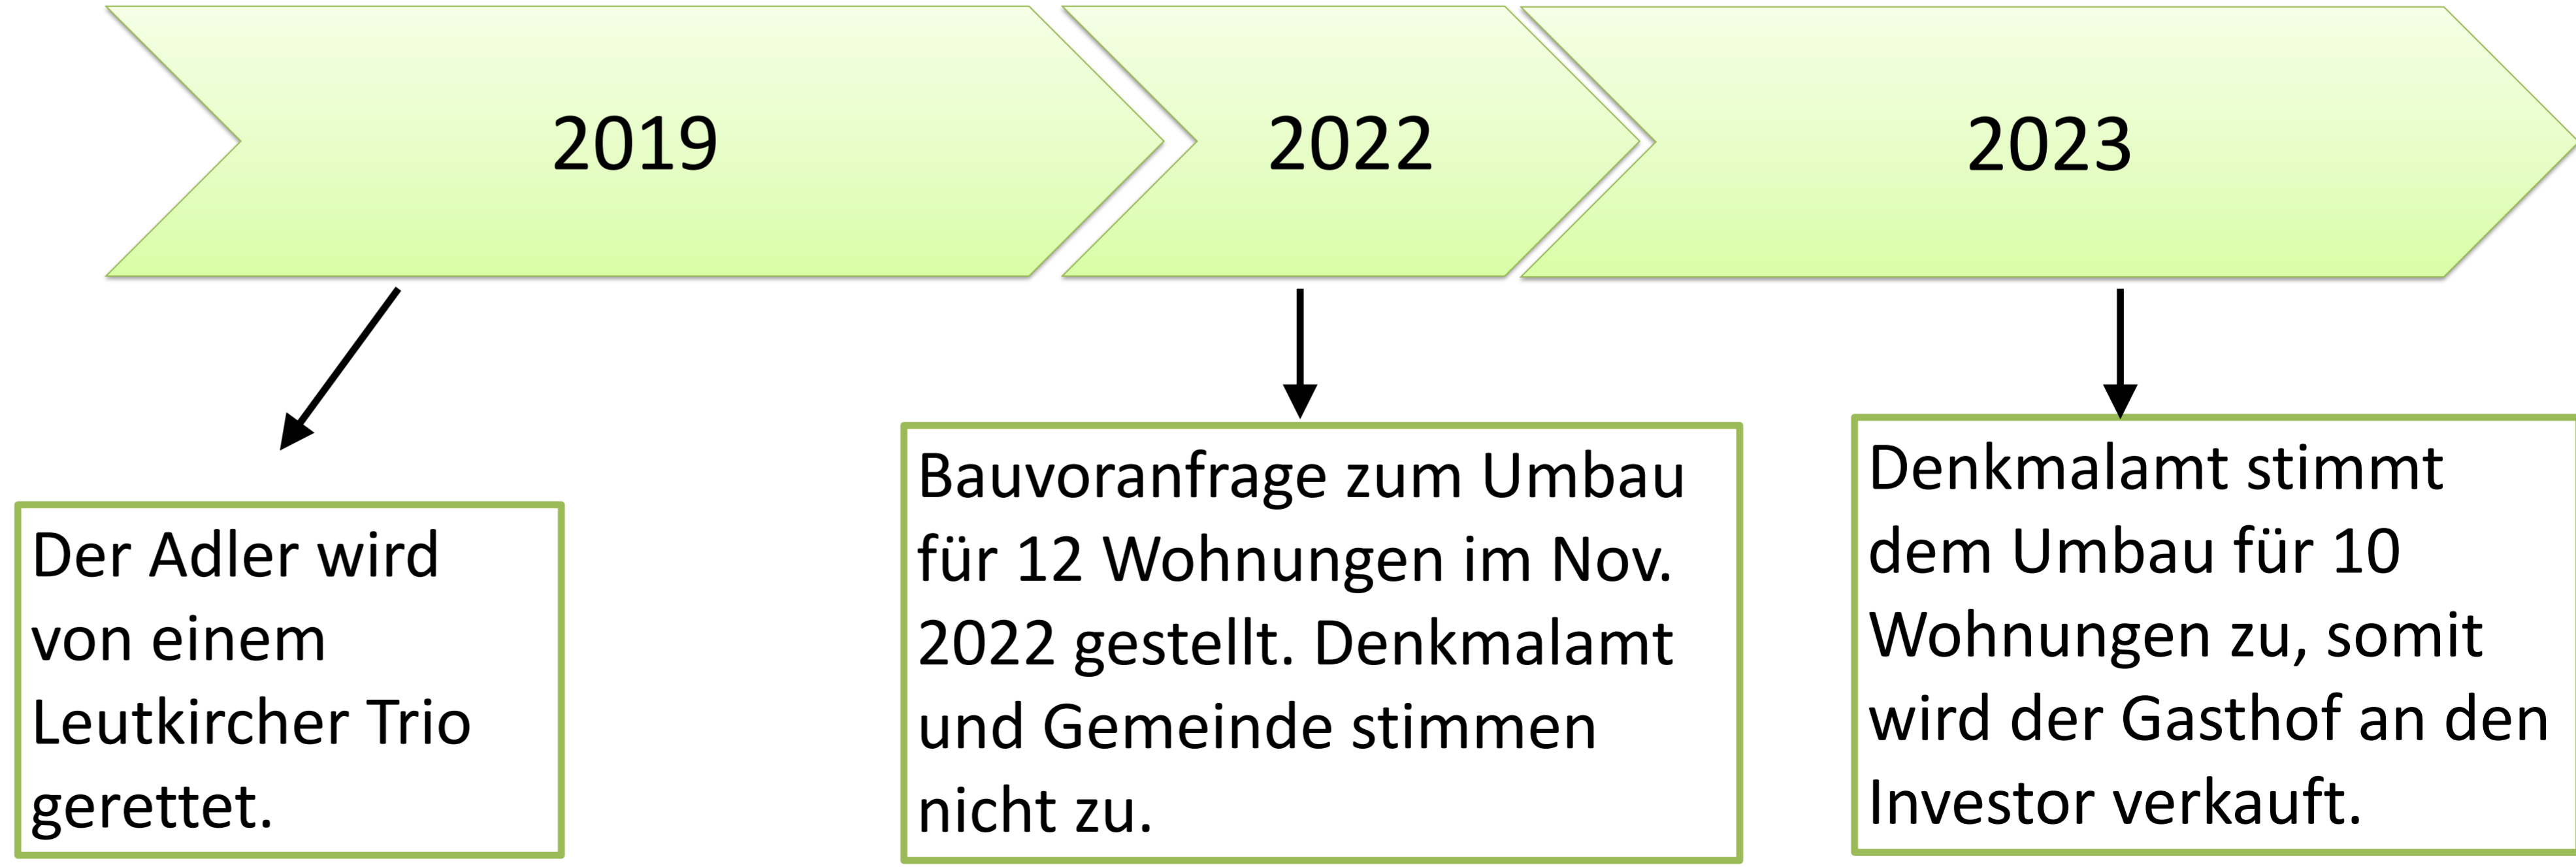 2019
2022
2023
Der Adler wird
von einem
Leutkircher Trio
gerettet.
Bauvoranfrage zum Umbau
für 12 Wohnungen im Nov.
2022 gestellt. Denkmalamt
und Gemeinde stimmen
nicht zu.
Denkmalamt stimmt
dem Umbau für 10
Wohnungen zu, somit
wird der Gasthof an den
Investor verkauft.